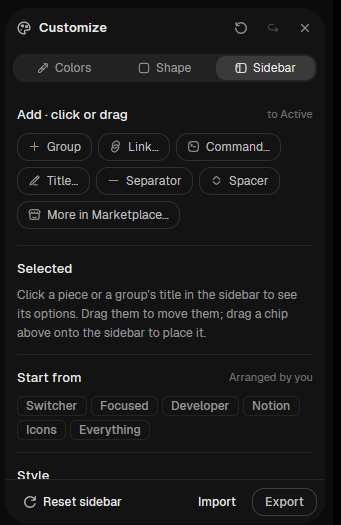 Customize
Colors
Shape
Sidebar
Add · click or drag
to Active
Group
Link...
Command...
Title...
Separator
Spacer
More in Marketplace...
Selected
Click a piece or a group's title in the sidebar to see
its options. Drag them to move them; drag a chip
above onto the sidebar to place it.
Start from
Arranged by you
Switcher
Focused
Developer
Notion
Icons
Everything
Style
Reset sidebar
Import
Export